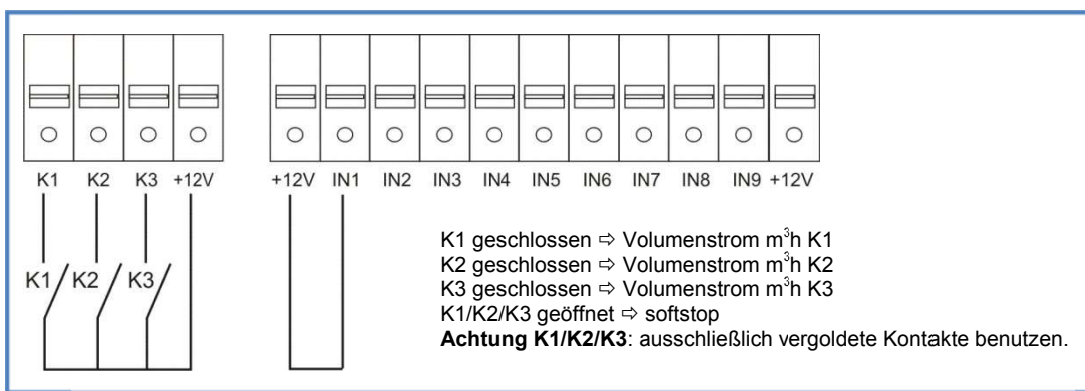 K1 K2 K3 +12V
+12V IN1 IN2 IN3 IN4 IN5 IN6 IN7 IN8 IN9 +12V
K1 K2 K3
K1 geschlossen ⇨ Volumenstrom m³h K1
K2 geschlossen ⇨ Volumenstrom m³h K2
K3 geschlossen ⇨ Volumenstrom m³h K3
K1/K2/K3 geöffnet ⇨ softstop
Achtung K1/K2/K3: ausschließlich vergoldete Kontakte benutzen.